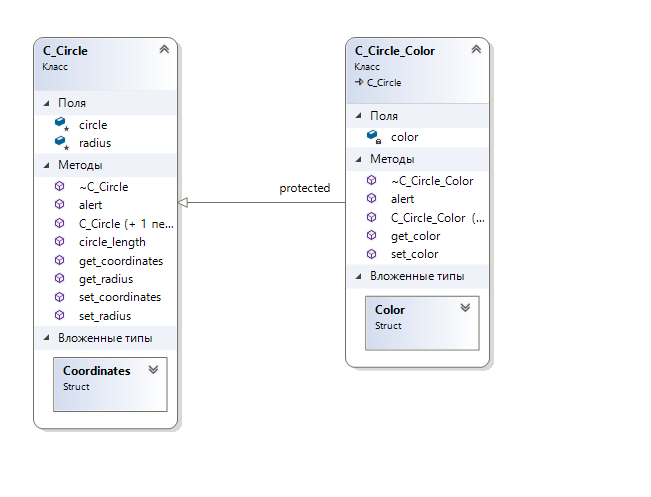 C_Circle
Класс
Поля
circle
radius
Методы
~C_Circle
alert
C_Circle (+ 1 пе...
circle_length
get_coordinates
get_radius
set_coordinates
set_radius
Вложенные типы
Coordinates
Struct
protected
C_Circle_Color
Класс
C_Circle
Поля
color
Методы
~C_Circle_Color
alert
C_Circle_Color (...
get_color
set_color
Вложенные типы
Color
Struct